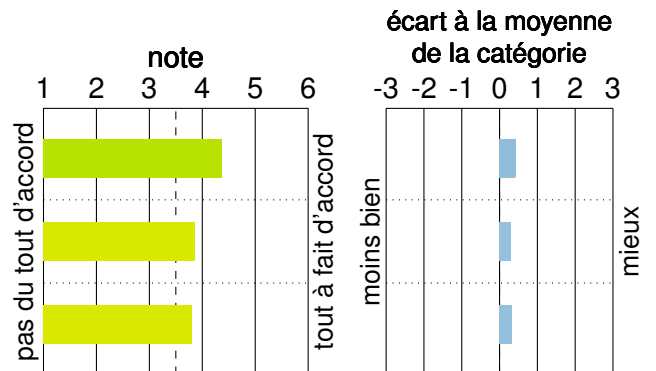 note
1 2 3 4 5 6
pas du tout d'accord
tout à fait d'accord
écart à la moyenne
de la catégorie
-3 -2 -1 0 1 2 3
moins bien
mieux